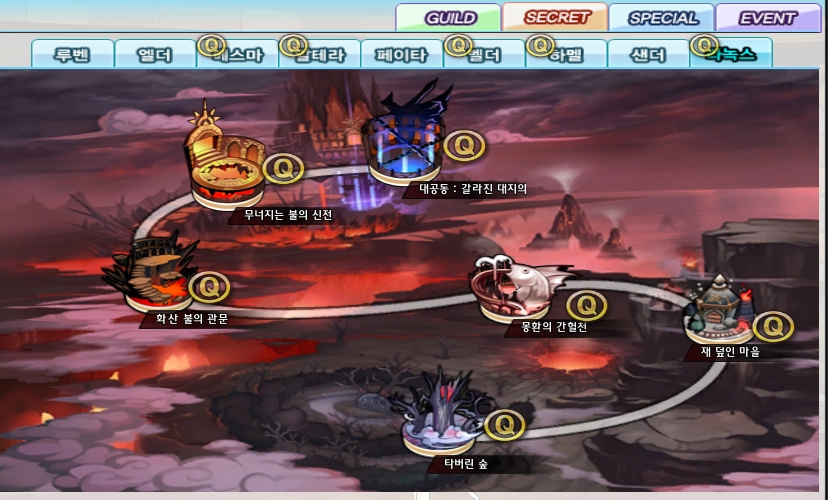 GUILD SECRET SPECIAL EVENT
루벤 엘더 페이타 하멜 샌더
Q Q Q Q Q
Q
대공동 : 갈라진 대지의
Q
무너지는 불의 신전
Q
화산 불의 관문
Q
몽환의 간헐천
Q
재 덮인 마을
Q
타버린 숲